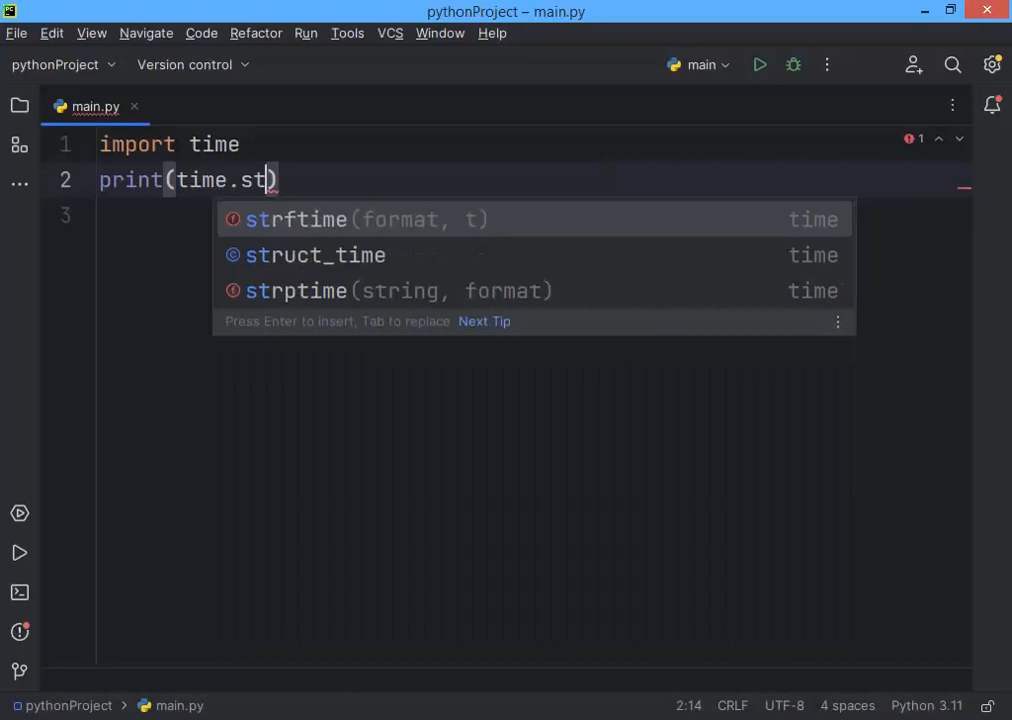 PC
pythonProject – main.py
File Edit View Navigate Code Refactor Run Tools VCS Window Help
pythonProject Version control main
main.py
1 import time
2 print(time.st)
3
1
f strftime(format, t) time
C struct_time time
f strptime(string, format) time
Press Enter to insert, Tab to replace Next Tip
pythonProject > main.py 2:14 CRLF UTF-8 4 spaces Python 3.11